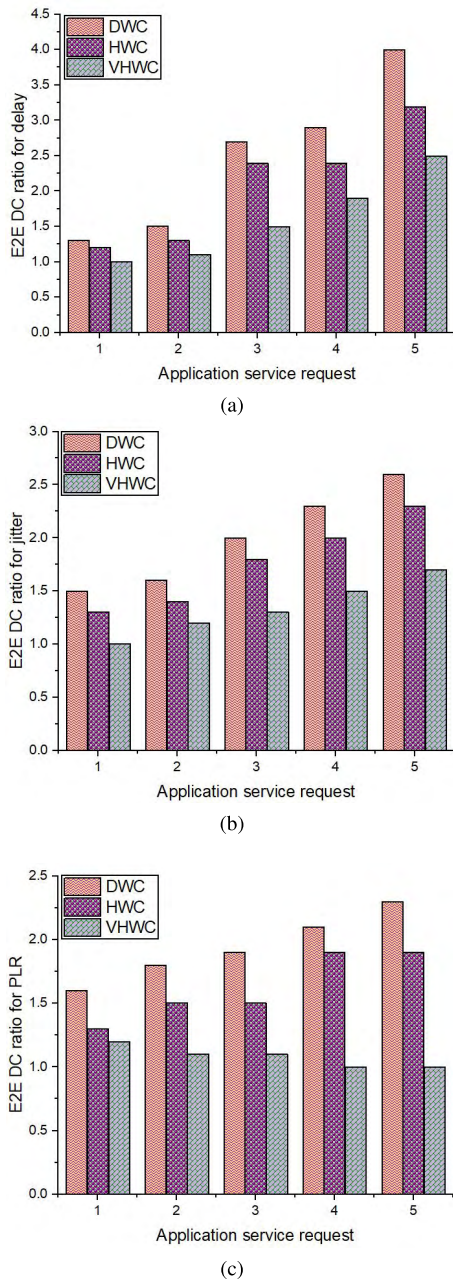 4.5
4.0
3.5
3.0
2.5
2.0
1.5
1.0
0.5
0.0
E2E DC ratio for delay
DWC
HWC
VHWC
1 2 3 4 5
Application service request
(a)
3.0
2.5
2.0
1.5
1.0
0.5
0.0
E2E DC ratio for jitter
DWC
HWC
VHWC
1 2 3 4 5
Application service request
(b)
2.5
2.0
1.5
1.0
0.5
0.0
E2E DC ratio for PLR
DWC
HWC
VHWC
1 2 3 4 5
Application service request
(c)